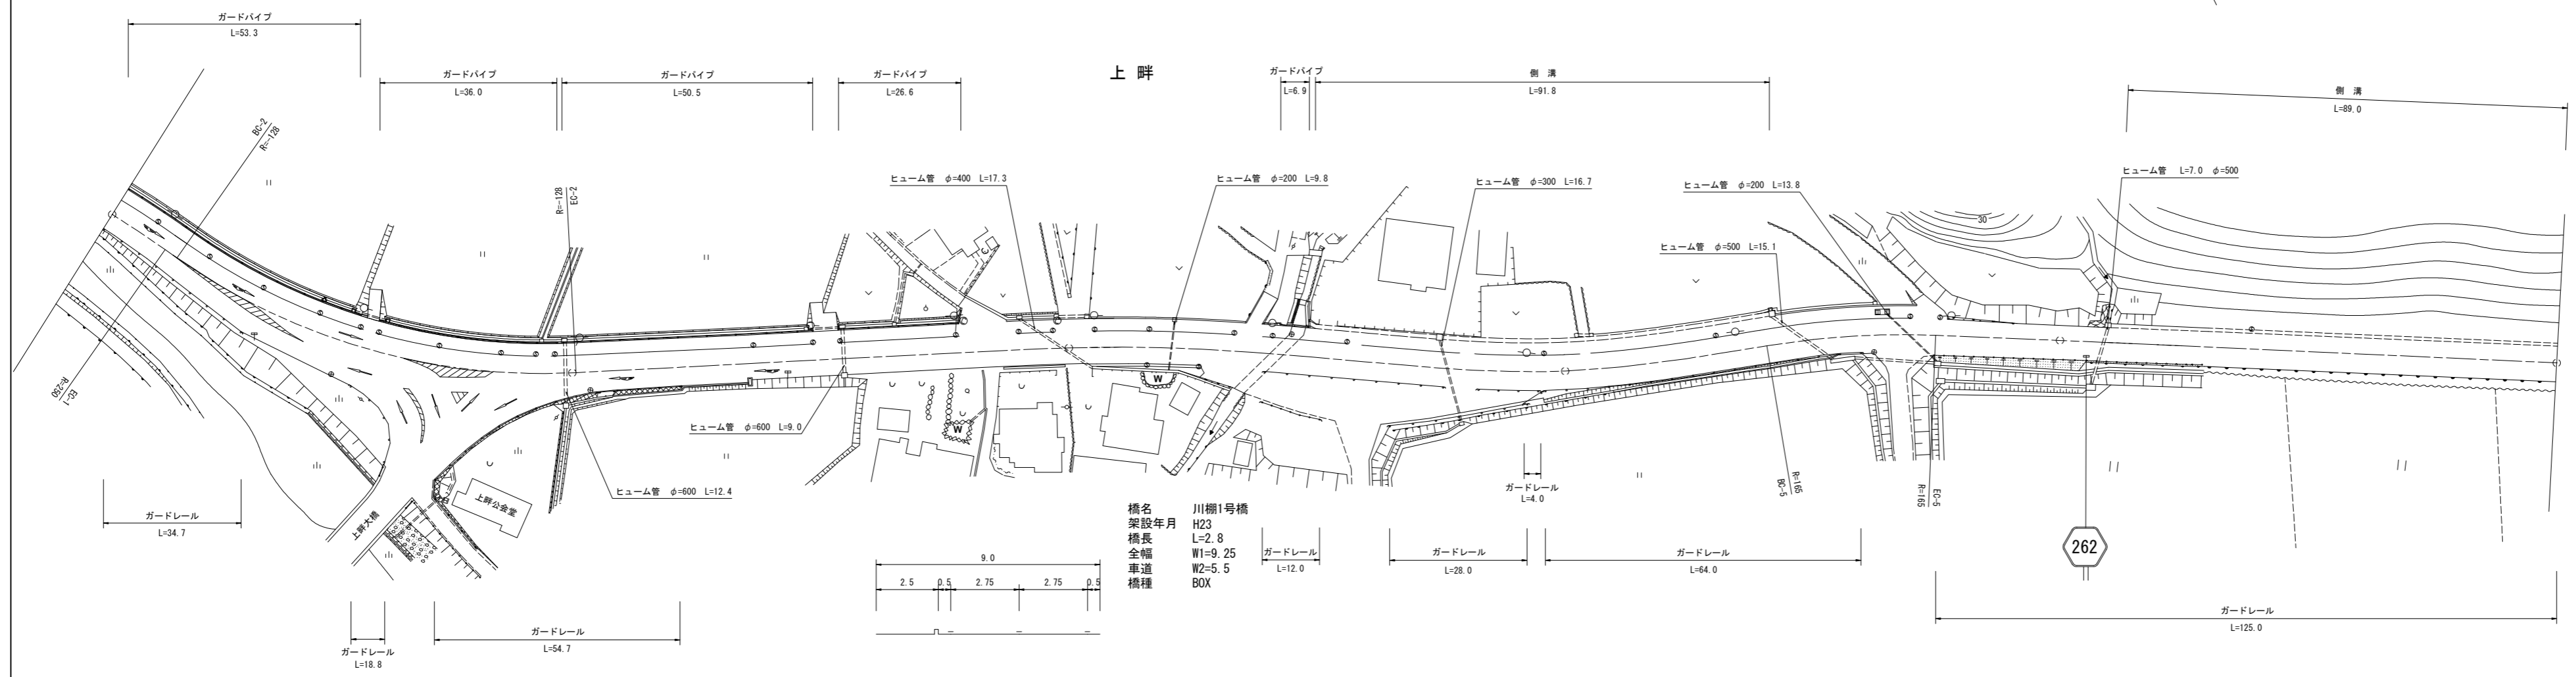 ガードパイプ
L=53.3
ガードパイプ
L=36.0
ガードパイプ
L=50.5
ガードパイプ
L=26.6
上 畔
ガードパイプ
L=6.9
側 溝
L=91.8
側 溝
L=89.0
BC-2
R=-128
R=-128
EC-2
ヒューム管 φ=400 L=17.3
ヒューム管 φ=200 L=9.8
ヒューム管 φ=300 L=16.7
ヒューム管 φ=200 L=13.8
ヒューム管 L=7.0 φ=500
ヒューム管 φ=500 L=15.1
30
R=-250
EC-1
W
W
ヒューム管 φ=600 L=9.0
ヒューム管 φ=600 L=12.4
上畔公会堂
上畔大橋
ガードレール
L=34.7
ガードレール
L=18.8
ガードレール
L=54.7
9.0
2.5 0.5 2.75 2.75 0.5
橋名 川棚1号橋
架設年月 H23
橋長 L=2.8
全幅 W1=9.25
車道 W2=5.5
橋種 BOX
ガードレール
L=12.0
ガードレール
L=28.0
ガードレール
L=4.0
ガードレール
L=64.0
BC-5
R=165
R=165
EC-5
262
ガードレール
L=125.0